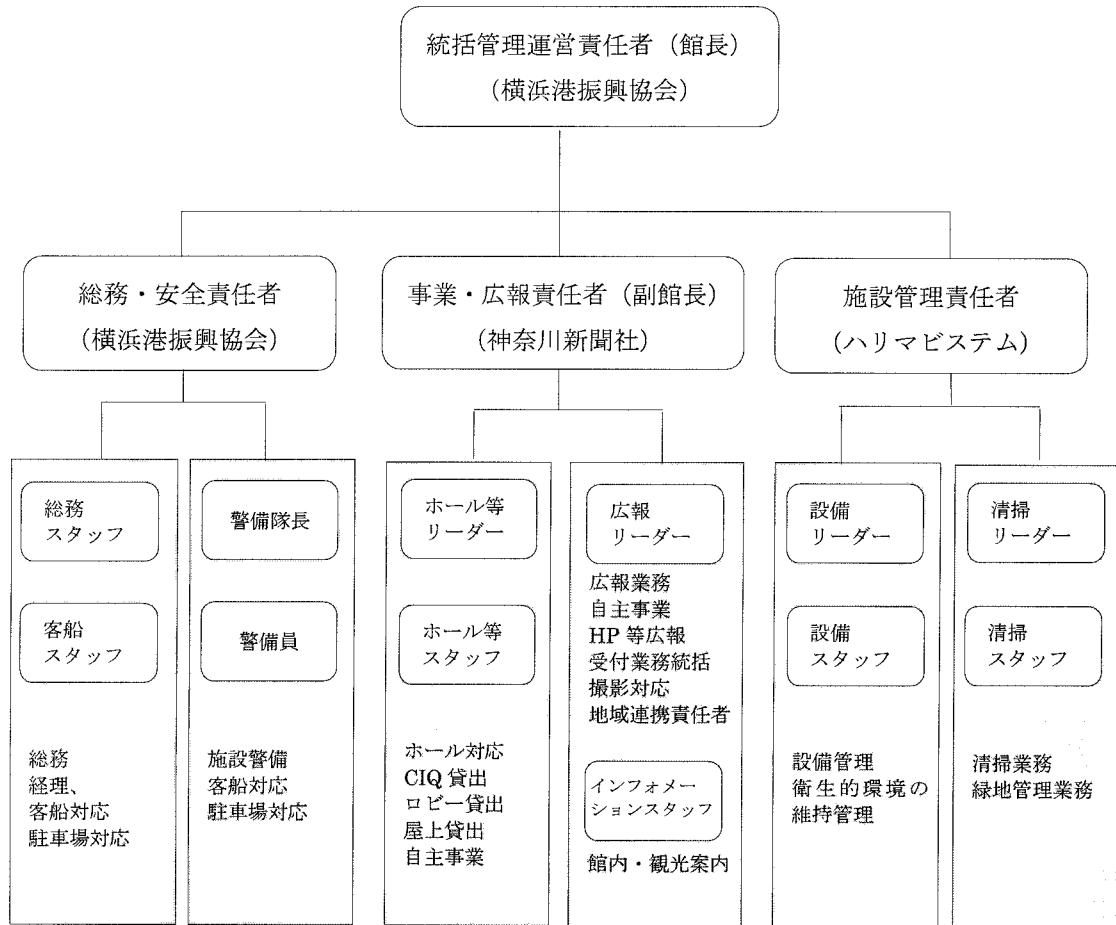 統括管理運営責任者（館長）
（横浜港振興協会）
総務・安全責任者
（横浜港振興協会）
事業・広報責任者（副館長）
（神奈川新聞社）
施設管理責任者
（ハリマビステム）
総務
スタッフ
客船
スタッフ
総務
経理、
客船対応
駐車場対応
警備隊長
警備員
施設警備
客船対応
駐車場対応
ホール等
リーダー
ホール等
スタッフ
ホール対応
CIQ 貸出
ロビー貸出
屋上貸出
自主事業
広報
リーダー
広報業務
自主事業
HP 等広報
受付業務統括
撮影対応
地域連携責任者
インフォメー
ションスタッフ
館内・観光案内
設備
リーダー
設備
スタッフ
設備管理
衛生的環境の
維持管理
清掃
リーダー
清掃
スタッフ
清掃業務
緑地管理業務